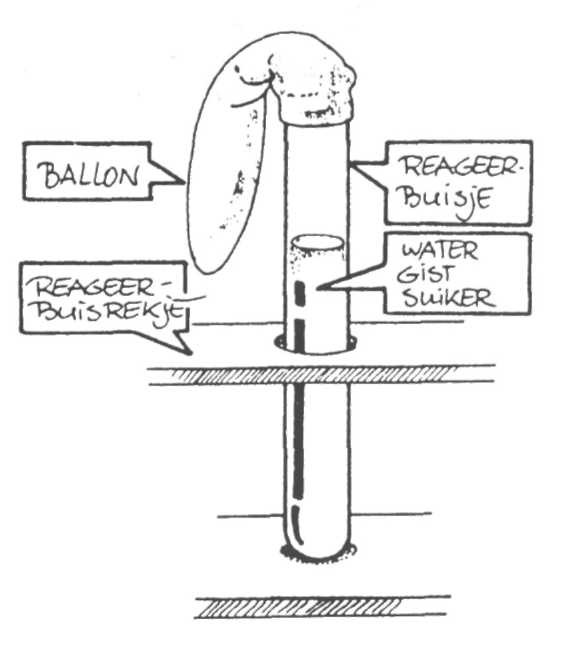 BALLON
REAGEER-
BuisjE
WATER
GiST
SUiKER
REAGEER-
BuisREKjE